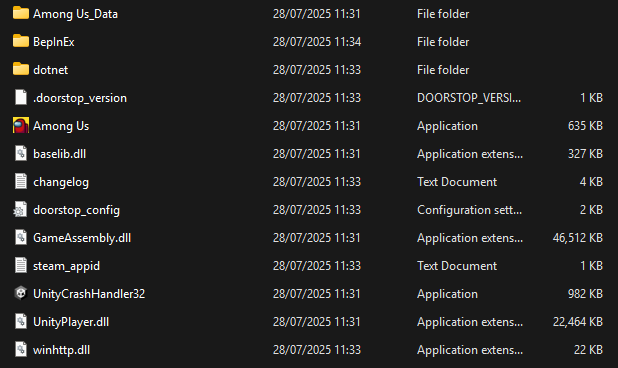 Among Us_Data 28/07/2025 11:31 File folder
BepInEx 28/07/2025 11:34 File folder
dotnet 28/07/2025 11:33 File folder
.doorstop_version 28/07/2025 11:33 DOORSTOP_VERSI... 1 KB
Among Us 28/07/2025 11:31 Application 635 KB
baselib.dll 28/07/2025 11:31 Application extens... 327 KB
changelog 28/07/2025 11:33 Text Document 4 KB
doorstop_config 28/07/2025 11:33 Configuration sett... 2 KB
GameAssembly.dll 28/07/2025 11:31 Application extens... 46,512 KB
steam_appid 28/07/2025 11:33 Text Document 1 KB
UnityCrashHandler32 28/07/2025 11:31 Application 982 KB
UnityPlayer.dll 28/07/2025 11:31 Application extens... 22,464 KB
winhttp.dll 28/07/2025 11:33 Application extens... 22 KB